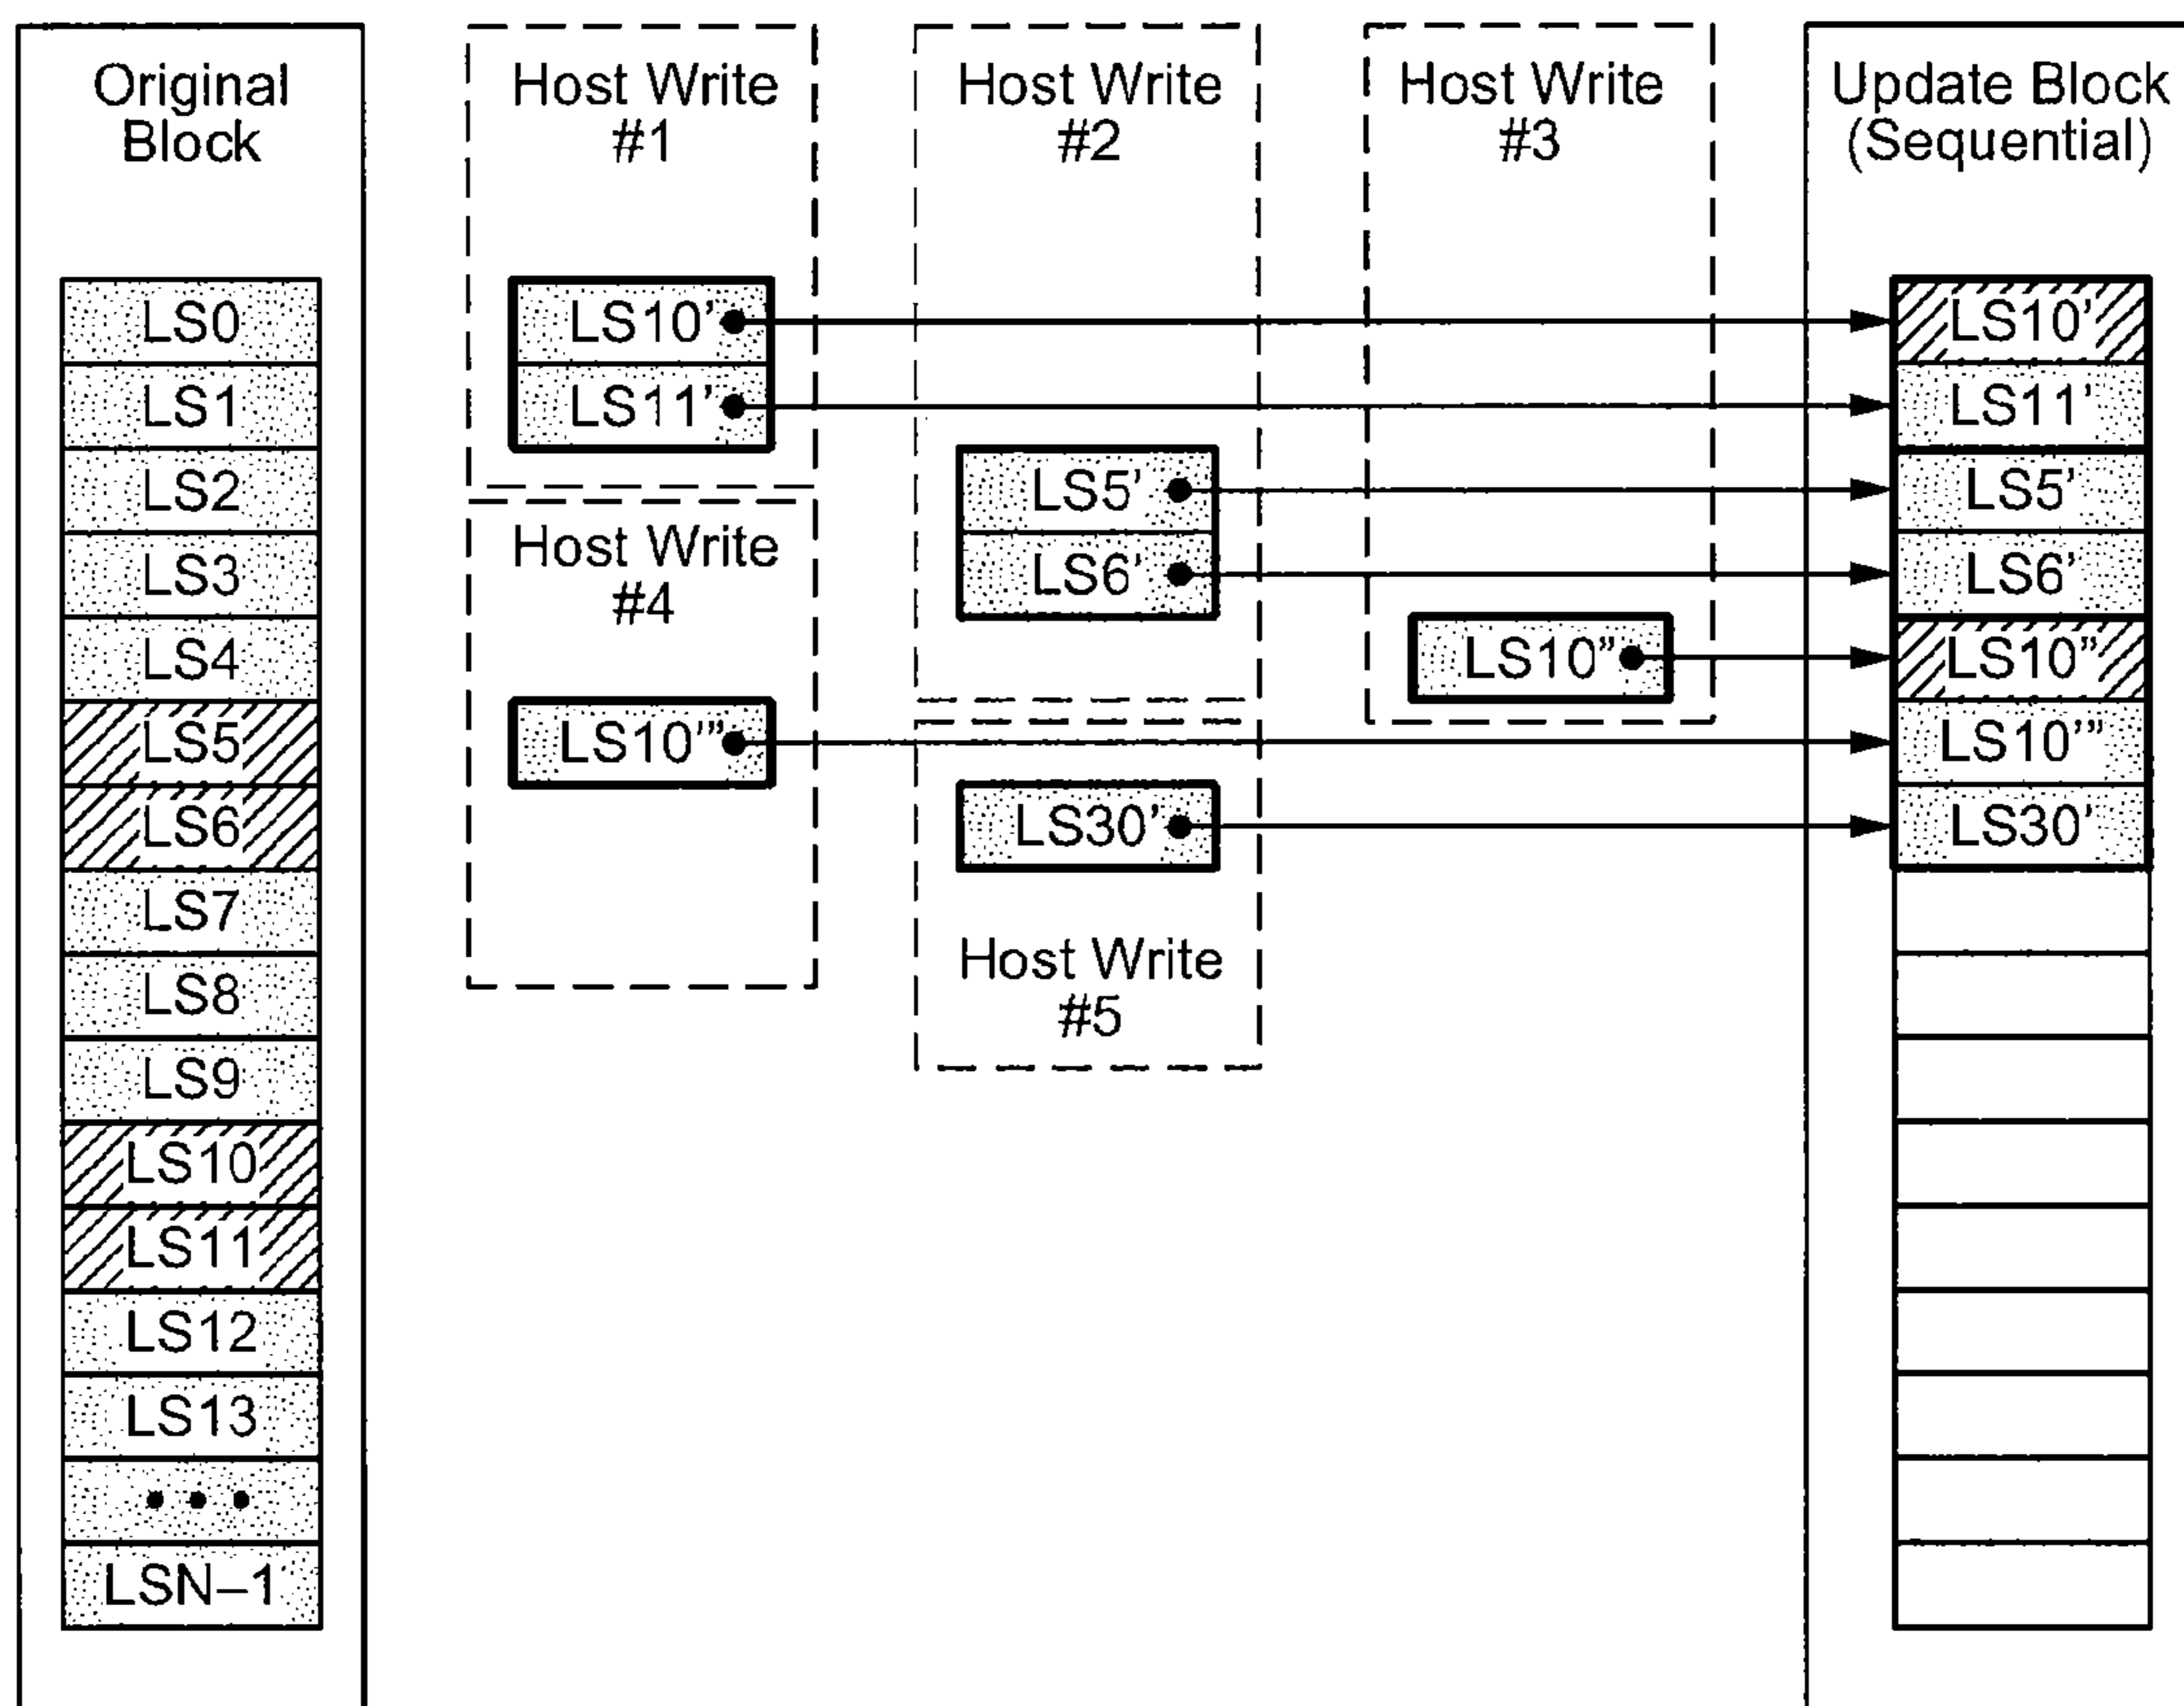 Original
Block
LS0
LS1
LS2
LS3
LS4
LS5
LS6
LS7
LS8
LS9
LS10
LS11
LS12
LS13
• • •
LSN–1
Host Write
#1
LS10'
LS11'
Host Write
#4
LS10'"
Host Write
#2
LS5'
LS6'
LS30'
Host Write
#5
Host Write
#3
LS10"
Update Block
(Sequential)
LS10'
LS11'
LS5'
LS6'
LS10"
LS10'"
LS30'